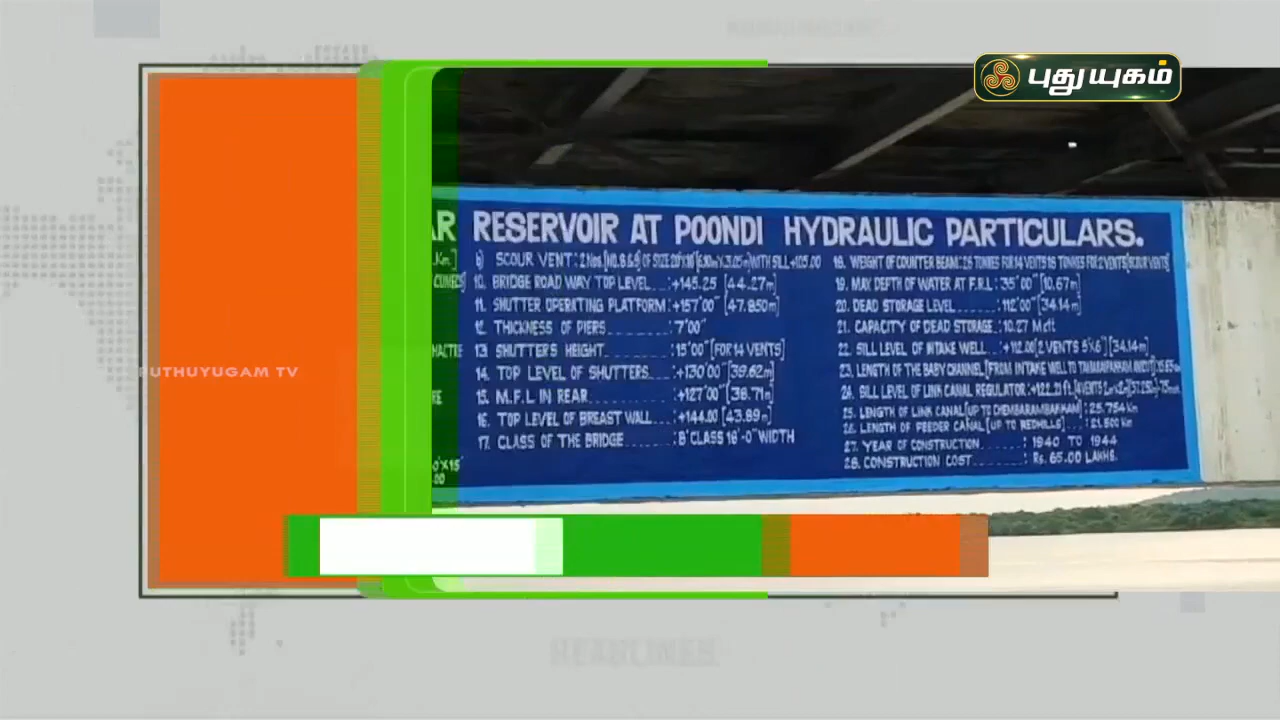 புதுயுகம்
RESERVOIR AT POONDI HYDRAULIC PARTICULARS.
10. BRIDGE ROAD WAY TOP LEVEL : +145.25 [44.27m]
11. SHUTTER OPERATING PLATFORM : +157'00" [47.850m]
12. THICKNESS OF PIERS : 7'00"
13. SHUTTERS HEIGHT : 15'00" [FOR 14 VENTS]
14. TOP LEVEL OF SHUTTERS : +130'00" [39.62m]
15. M.F.L IN REAR : +127'00" [38.71m]
16. TOP LEVEL OF BREAST WALL : +144.00 [43.89m]
17. CLASS OF THE BRIDGE : 'B' CLASS 18'-0" WIDTH
18. WEIGHT OF COUNTER BEAM
19. MAX DEPTH OF WATER AT F.R.L : 35'00" [10.67m]
20. DEAD STORAGE LEVEL : 112'00" [34.14m]
21. CAPACITY OF DEAD STORAGE : 10.27 Mcft
22. SILL LEVEL OF INTAKE WELL : +112.00 [2 VENTS 5'X6'] [34.14m]
23. LENGTH OF THE BABY CHANNEL
24. SILL LEVEL OF LINK CANAL REGULATOR
25. LENGTH OF LINK CANAL [UP TO CHEMBARAMBAKKAM] : 25.754 Km
26. LENGTH OF FEEDER CANAL [UP TO REDHILLS] : 21.500 Km
27. YEAR OF CONSTRUCTION : 1940 TO 1944
28. CONSTRUCTION COST : Rs. 65.00 LAKHS.
PUTHUYUGAM TV
HEADLINES